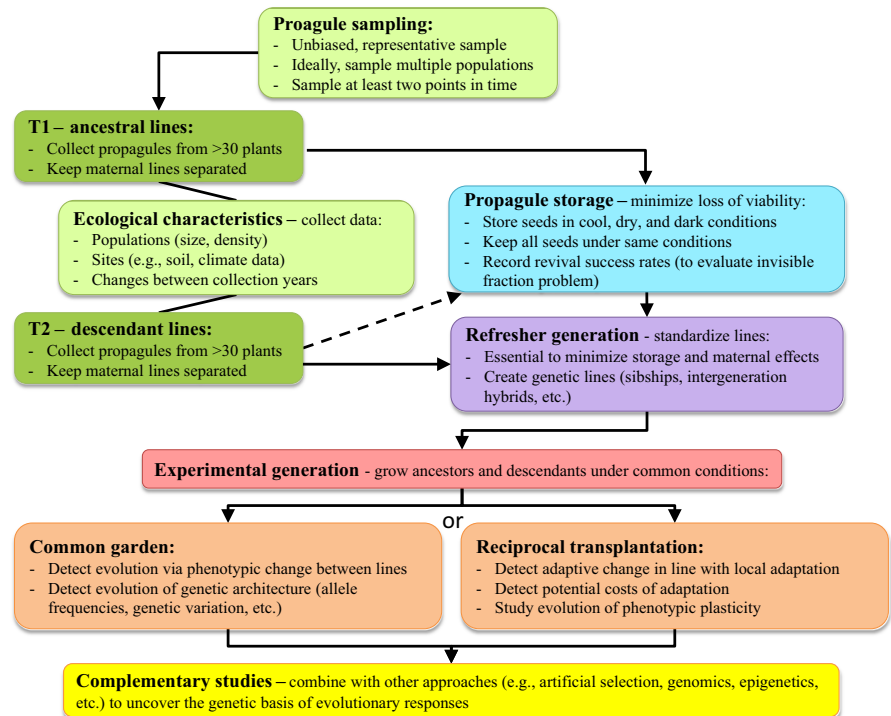 Proagule sampling:
- Unbiased, representative sample
- Ideally, sample multiple populations
- Sample at least two points in time
T1 – ancestral lines:
- Collect propagules from >30 plants
- Keep maternal lines separated
Ecological characteristics – collect data:
- Populations (size, density)
- Sites (e.g., soil, climate data)
- Changes between collection years
T2 – descendant lines:
- Collect propagules from >30 plants
- Keep maternal lines separated
Propagule storage – minimize loss of viability:
- Store seeds in cool, dry, and dark conditions
- Keep all seeds under same conditions
- Record revival success rates (to evaluate invisible
fraction problem)
Refresher generation - standardize lines:
- Essential to minimize storage and maternal effects
- Create genetic lines (sibships, intergeneration
hybrids, etc.)
Experimental generation - grow ancestors and descendants under common conditions:
or
Common garden:
- Detect evolution via phenotypic change between lines
- Detect evolution of genetic architecture (allele
frequencies, genetic variation, etc.)
Reciprocal transplantation:
- Detect adaptive change in line with local adaptation
- Detect potential costs of adaptation
- Study evolution of phenotypic plasticity
Complementary studies – combine with other approaches (e.g., artificial selection, genomics, epigenetics,
etc.) to uncover the genetic basis of evolutionary responses